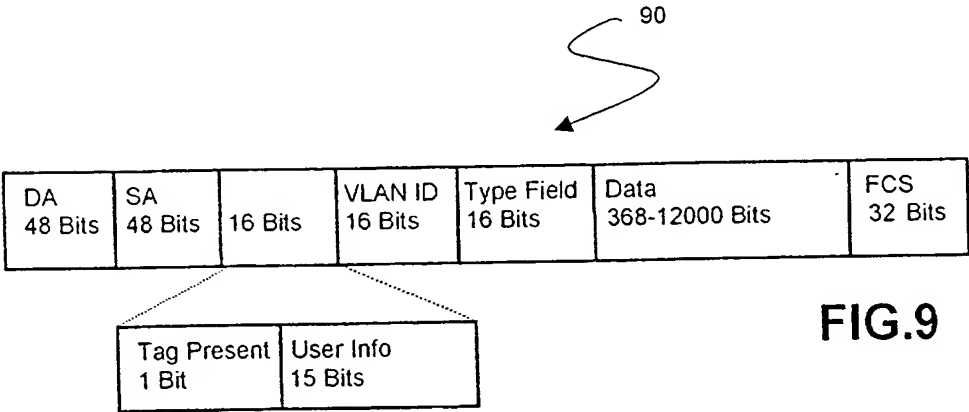 90
DA
48 Bits
SA
48 Bits
16 Bits
VLAN ID
16 Bits
Type Field
16 Bits
Data
368-12000 Bits
FCS
32 Bits
Tag Present
1 Bit
User Info
15 Bits
FIG.9